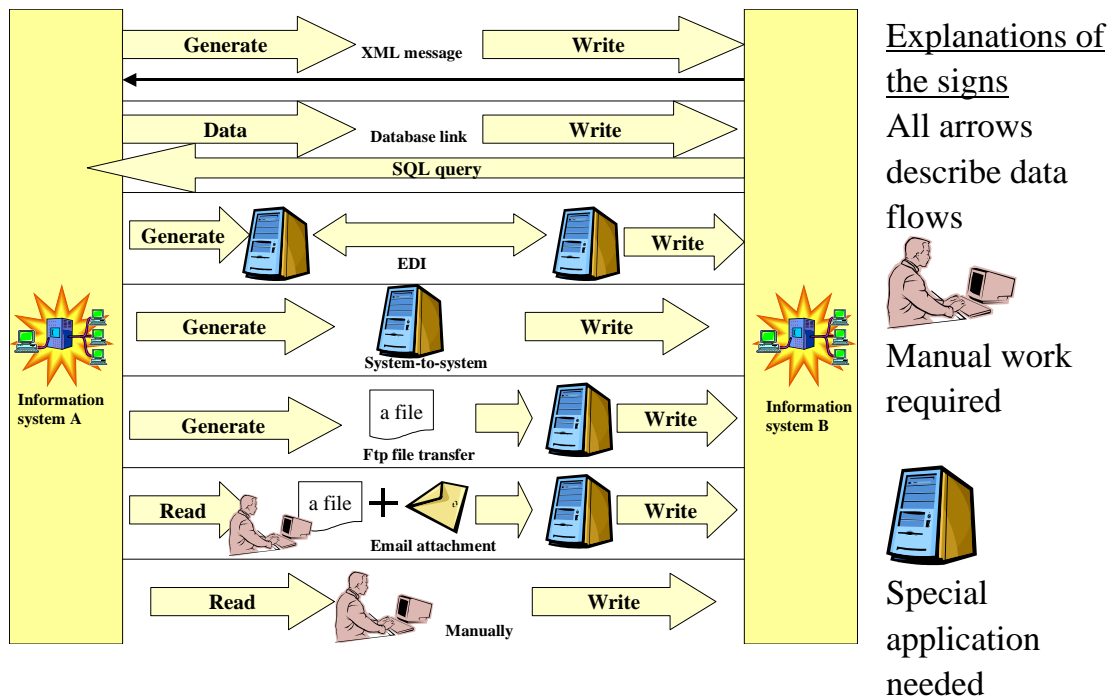 Generate
XML message
Write
Data
Database link
Write
SQL query
Generate
EDI
Write
Generate
System-to-system
Write
Information
system A
Information
system B
Generate
a file
Ftp file transfer
Write
Read
a file
Email attachment
Write
Read
Manually
Write
Explanations of
the signs
All arrows
describe data
flows
Manual work
required
Special
application
needed